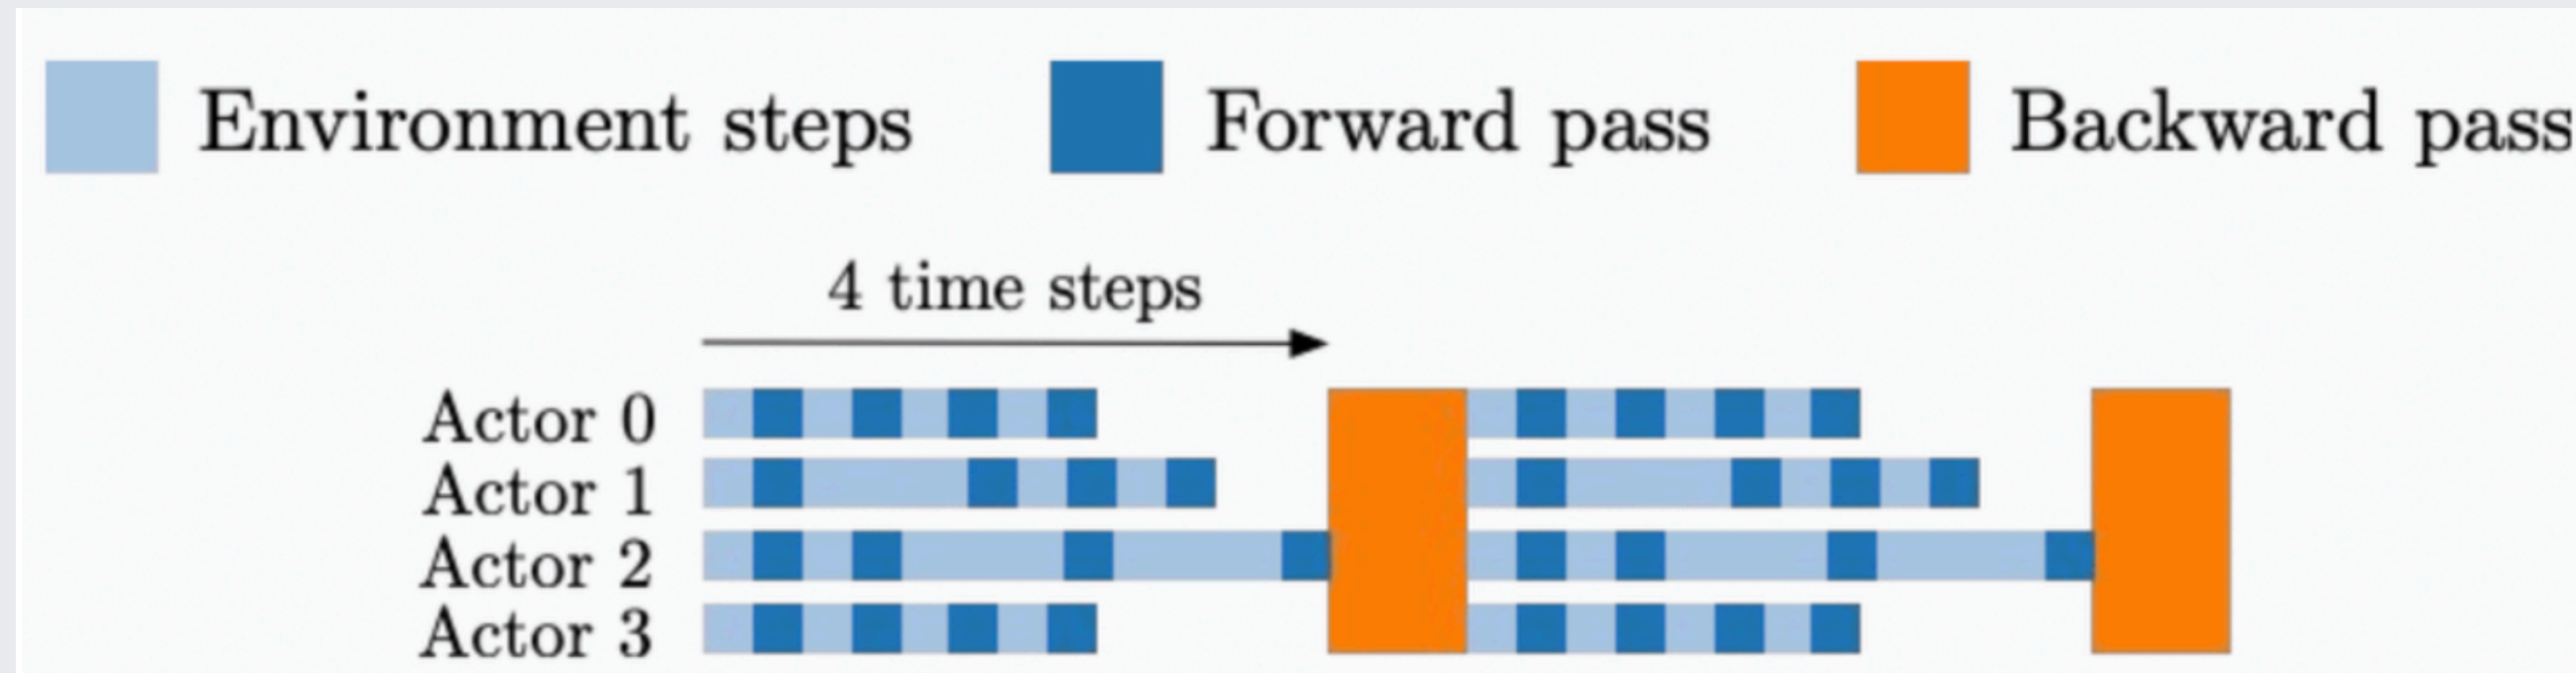 Environment steps Forward pass Backward pass
4 time steps
Actor 0
Actor 1
Actor 2
Actor 3